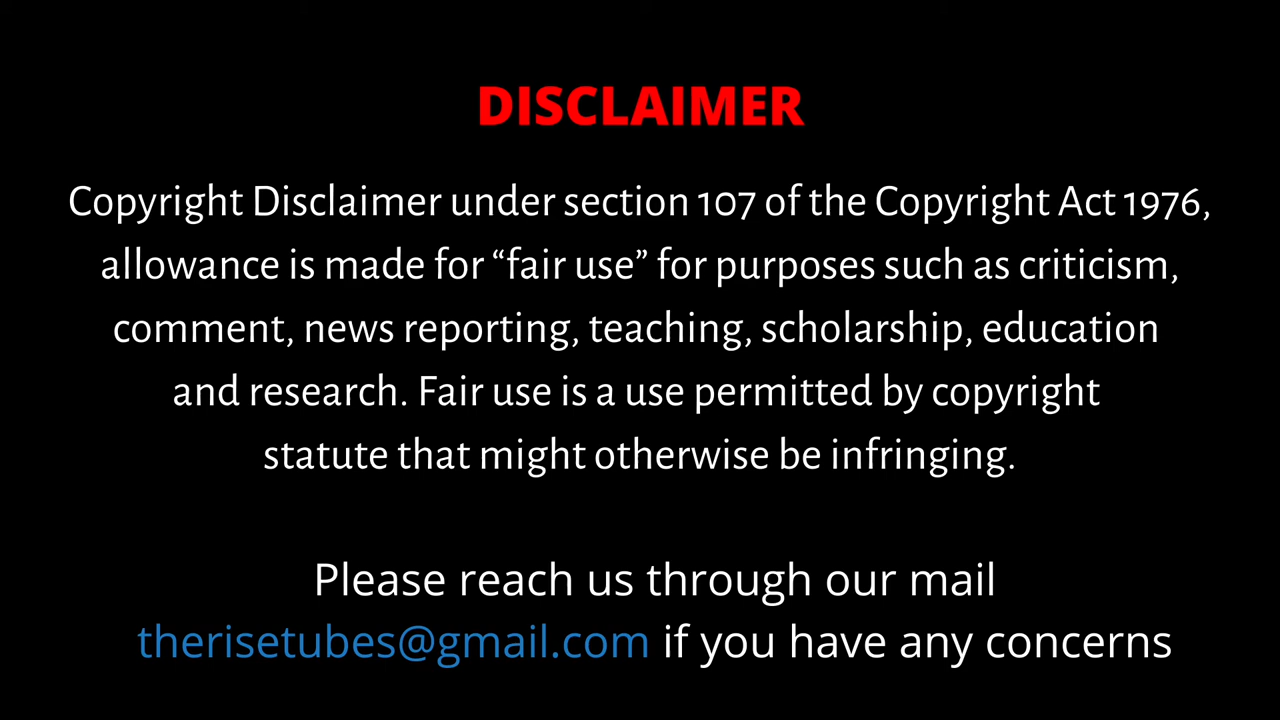 DISCLAIMER
Copyright Disclaimer under section 107 of the Copyright Act 1976,
allowance is made for “fair use” for purposes such as criticism,
comment, news reporting, teaching, scholarship, education
and research. Fair use is a use permitted by copyright
statute that might otherwise be infringing.
Please reach us through our mail
therisetubes@gmail.com if you have any concerns